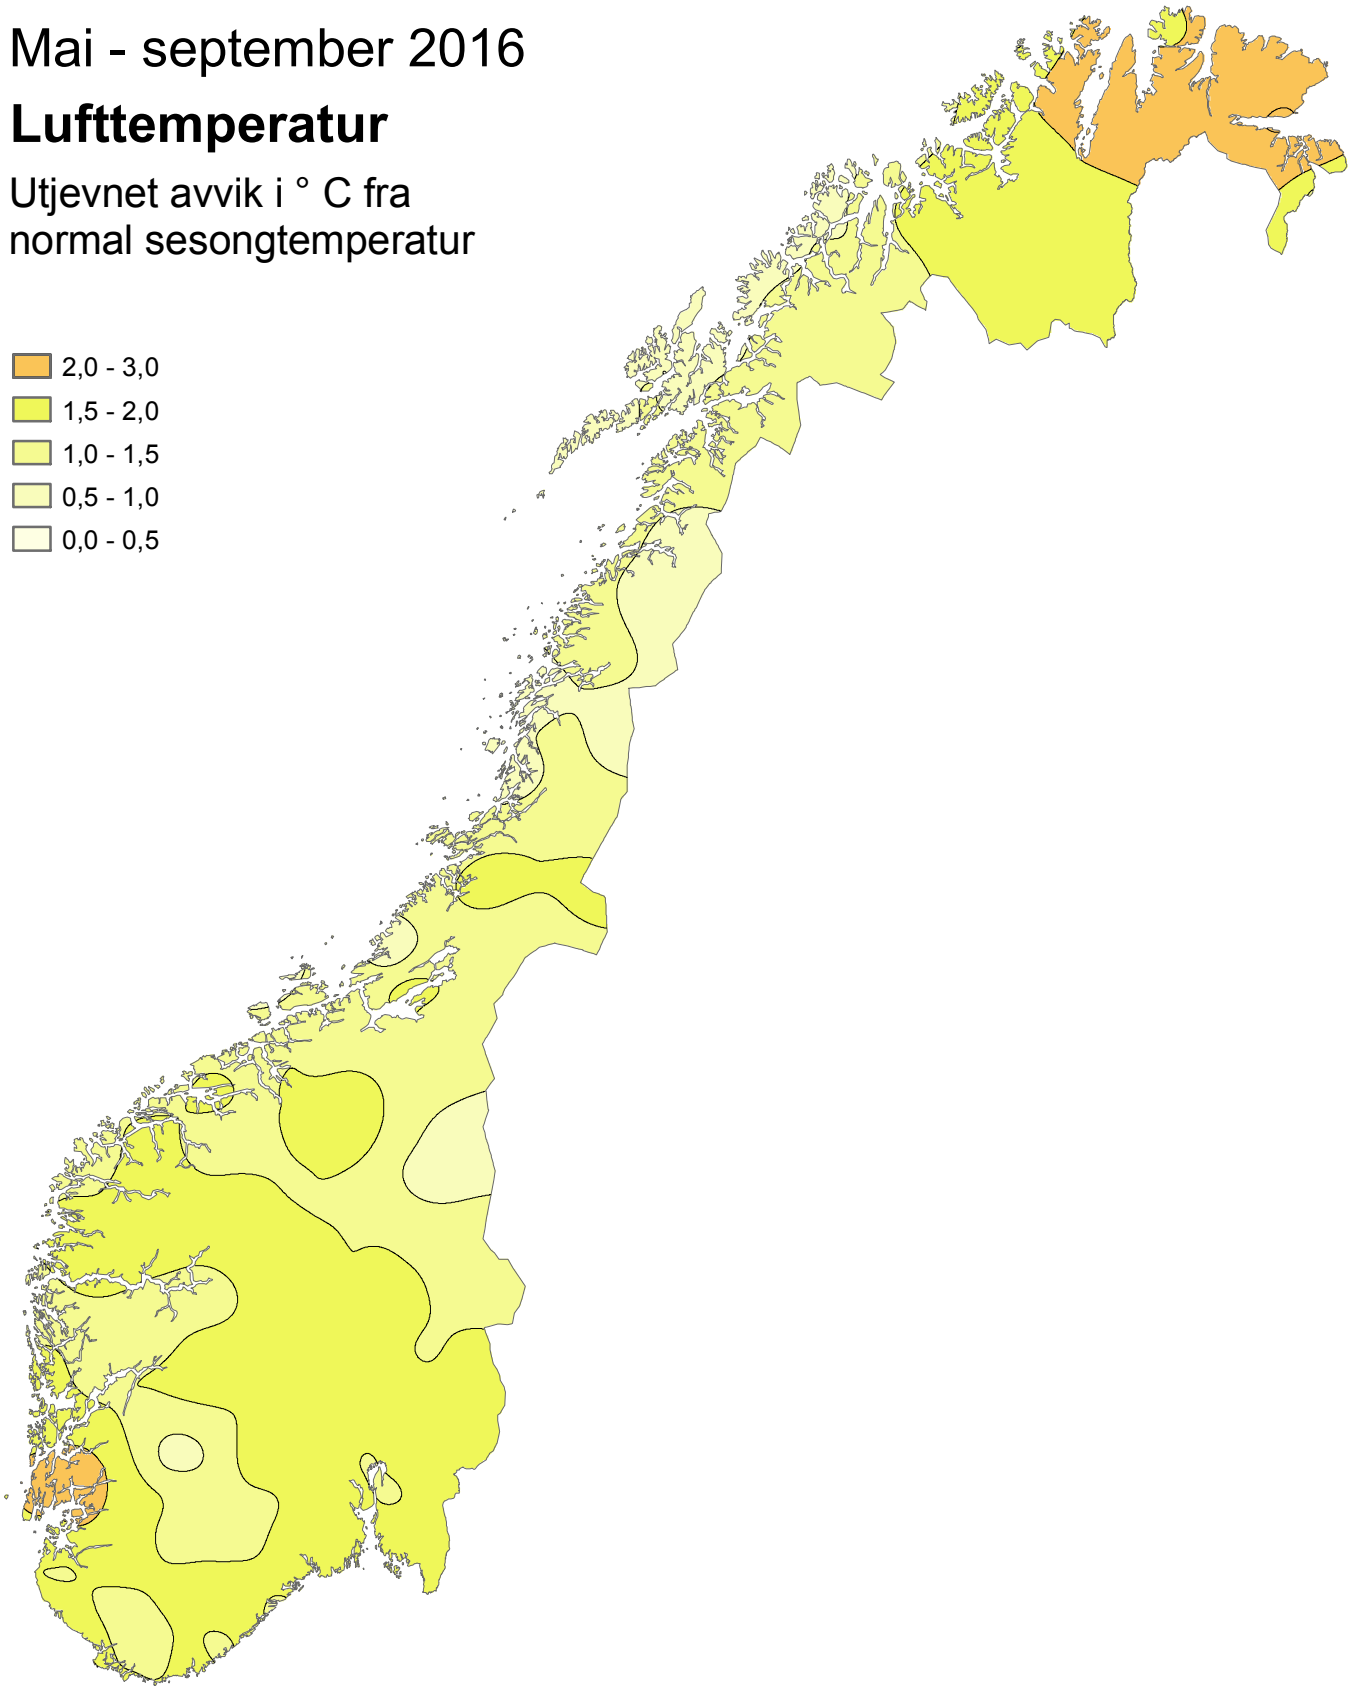 Mai - september 2016
Lufttemperatur
Utjevnet avvik i ° C fra
normal sesongtemperatur
2,0 - 3,0
1,5 - 2,0
1,0 - 1,5
0,5 - 1,0
0,0 - 0,5